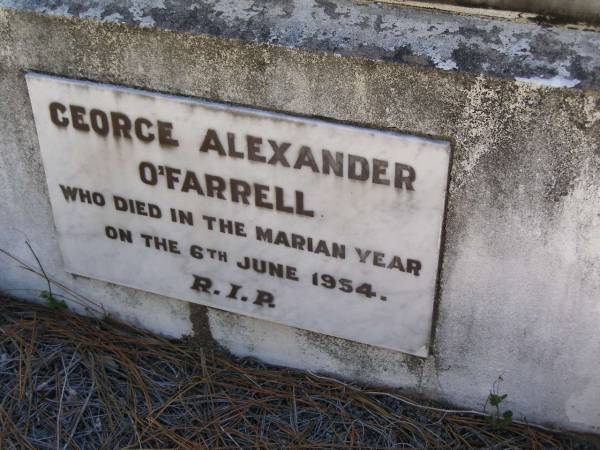 GEORGE ALEXANDER
O'FARRELL
WHO DIED IN THE MARIAN YEAR
ON THE 6TH JUNE 1954.
R.I.P.